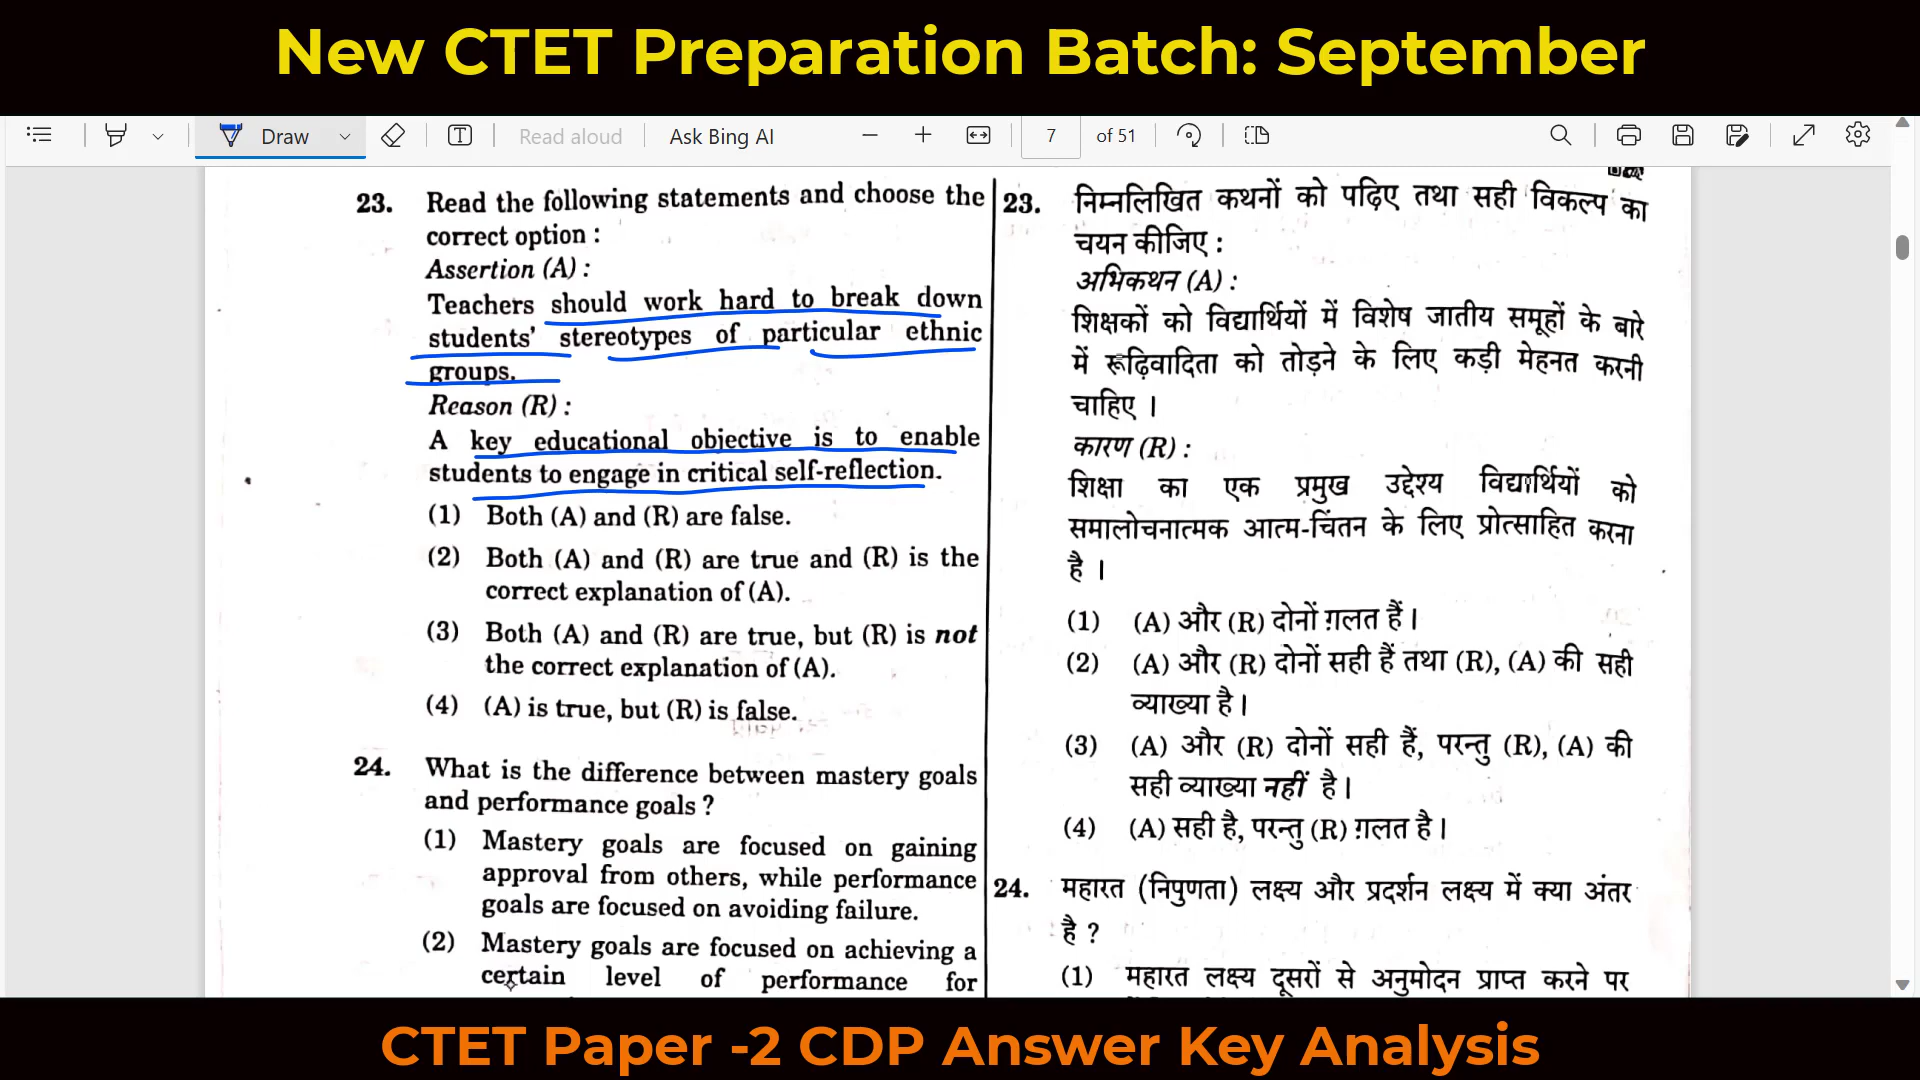 New CTET Preparation Batch: September
Draw
Read aloud
Ask Bing AI
7
of 51
23. Read the following statements and choose the
correct option :
Assertion (A) :
Teachers should work hard to break down
students' stereotypes of particular ethnic
groups.
Reason (R) :
A key educational objective is to enable
students to engage in critical self-reflection.
(1) Both (A) and (R) are false.
(2) Both (A) and (R) are true and (R) is the
correct explanation of (A).
(3) Both (A) and (R) are true, but (R) is not
the correct explanation of (A).
(4) (A) is true, but (R) is false.
24. What is the difference between mastery goals
and performance goals ?
(1) Mastery goals are focused on gaining
approval from others, while performance
goals are focused on avoiding failure.
(2) Mastery goals are focused on achieving a
certain level of performance for
23. निम्नलिखित कथनों को पढ़िए तथा सही विकल्प का
चयन कीजिए :
अभिकथन (A) :
शिक्षकों को विद्यार्थियों में विशेष जातीय समूहों के बारे
में रूढ़िवादिता को तोड़ने के लिए कड़ी मेहनत करनी
चाहिए ।
कारण (R) :
शिक्षा का एक प्रमुख उद्देश्य विद्यार्थियों को
समालोचनात्मक आत्म-चिंतन के लिए प्रोत्साहित करना
है ।
(1) (A) और (R) दोनों ग़लत हैं ।
(2) (A) और (R) दोनों सही हैं तथा (R), (A) की सही
व्याख्या है ।
(3) (A) और (R) दोनों सही हैं, परन्तु (R), (A) की
सही व्याख्या नहीं है ।
(4) (A) सही है, परन्तु (R) ग़लत है ।
24. महारत (निपुणता) लक्ष्य और प्रदर्शन लक्ष्य में क्या अंतर
है ?
(1) महारत लक्ष्य दूसरों से अनुमोदन प्राप्त करने पर
CTET Paper -2 CDP Answer Key Analysis